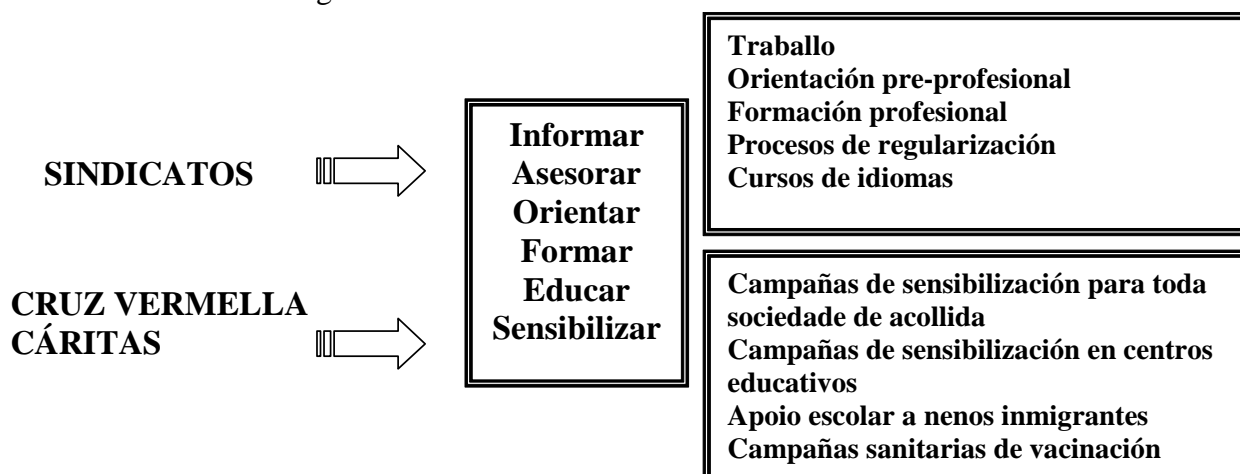 SINDICATOS
CRUZ VERMELLA
CÁRITAS
Informar
Asesorar
Orientar
Formar
Educar
Sensibilizar
Traballo
Orientación pre-profesional
Formación profesional
Procesos de regularización
Cursos de idiomas
Campañas de sensibilización para toda
sociedade de acollida
Campañas de sensibilización en centros
educativos
Apoio escolar a nenos inmigrantes
Campañas sanitarias de vacinación